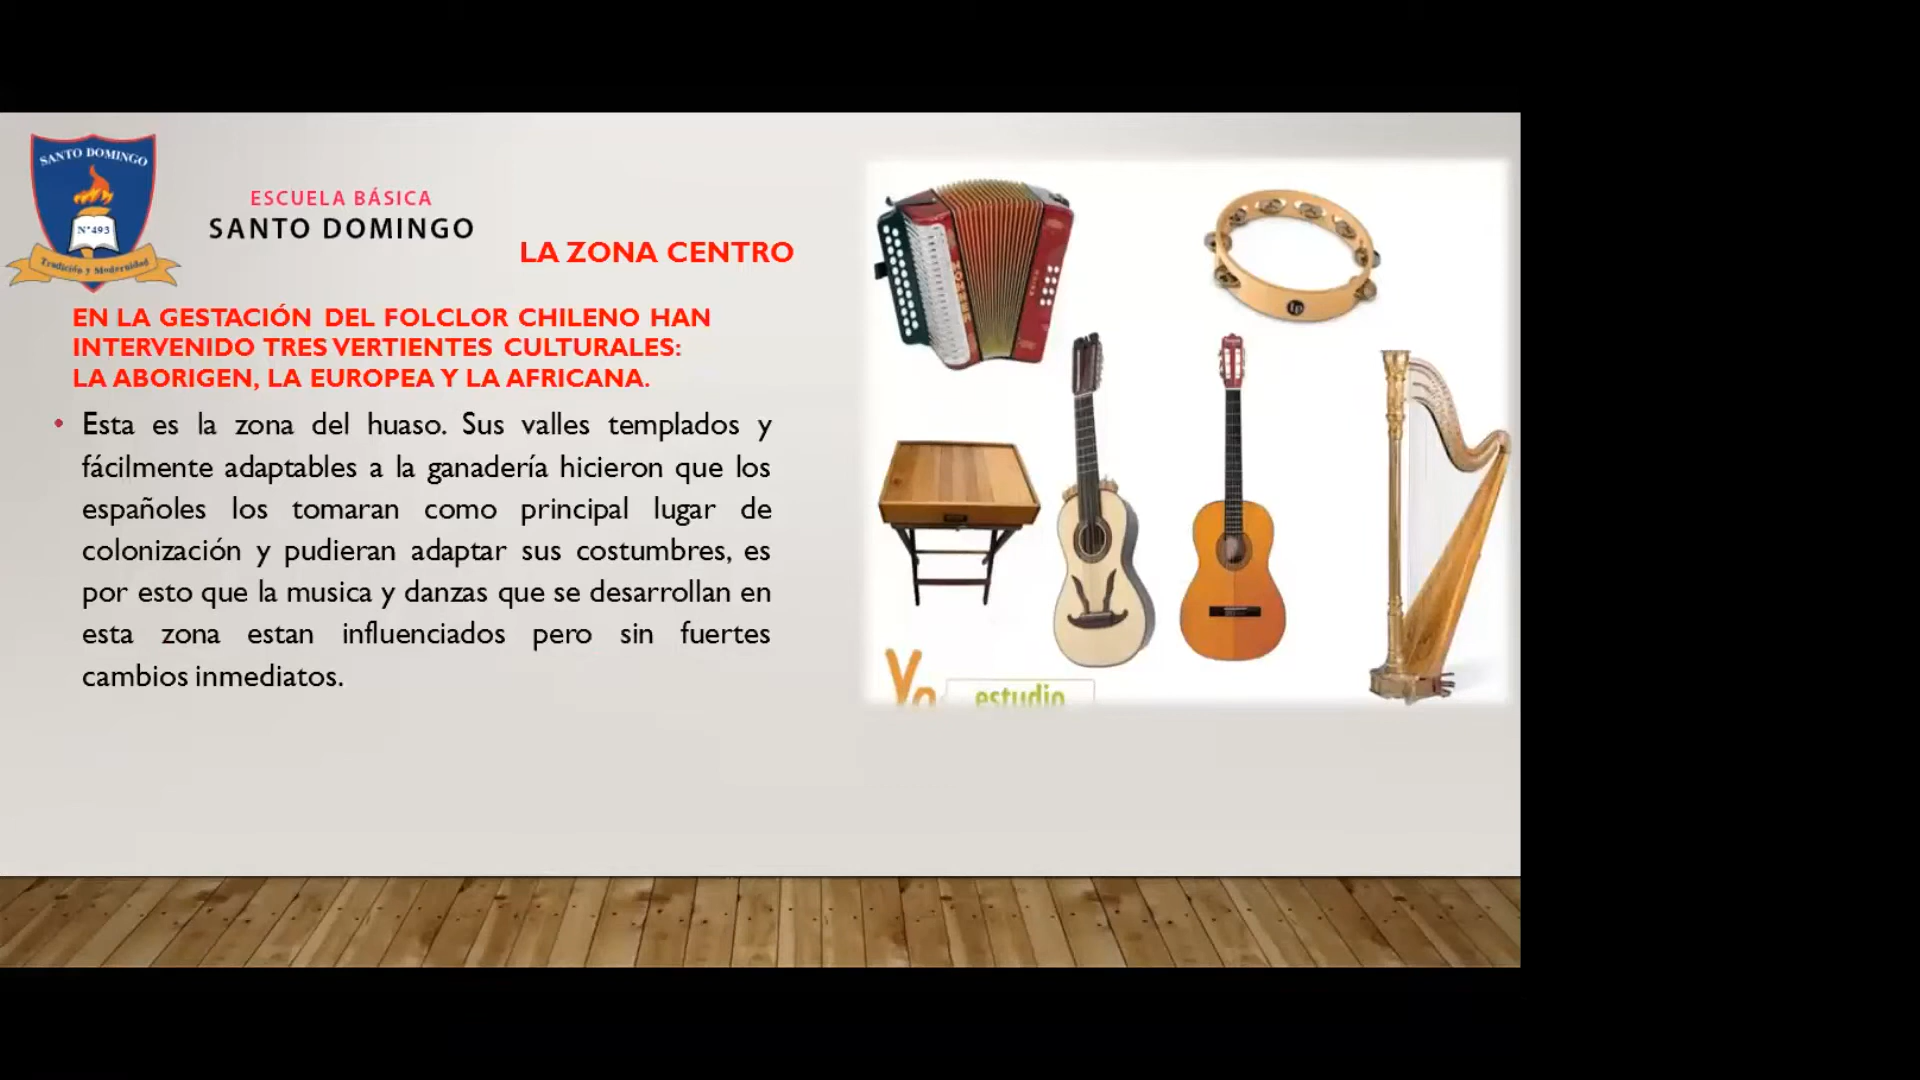 SANTO DOMINGO
N°493
Tradición y Modernidad
ESCUELA BÁSICA
SANTO DOMINGO
LA ZONA CENTRO
EN LA GESTACIÓN DEL FOLCLOR CHILENO HAN
INTERVENIDO TRES VERTIENTES CULTURALES:
LA ABORIGEN, LA EUROPEA Y LA AFRICANA.
• Esta es la zona del huaso. Sus valles templados y
fácilmente adaptables a la ganadería hicieron que los
españoles los tomaran como principal lugar de
colonización y pudieran adaptar sus costumbres, es
por esto que la musica y danzas que se desarrollan en
esta zona estan influenciados pero sin fuertes
cambios inmediatos.
LP
Yo
estudio